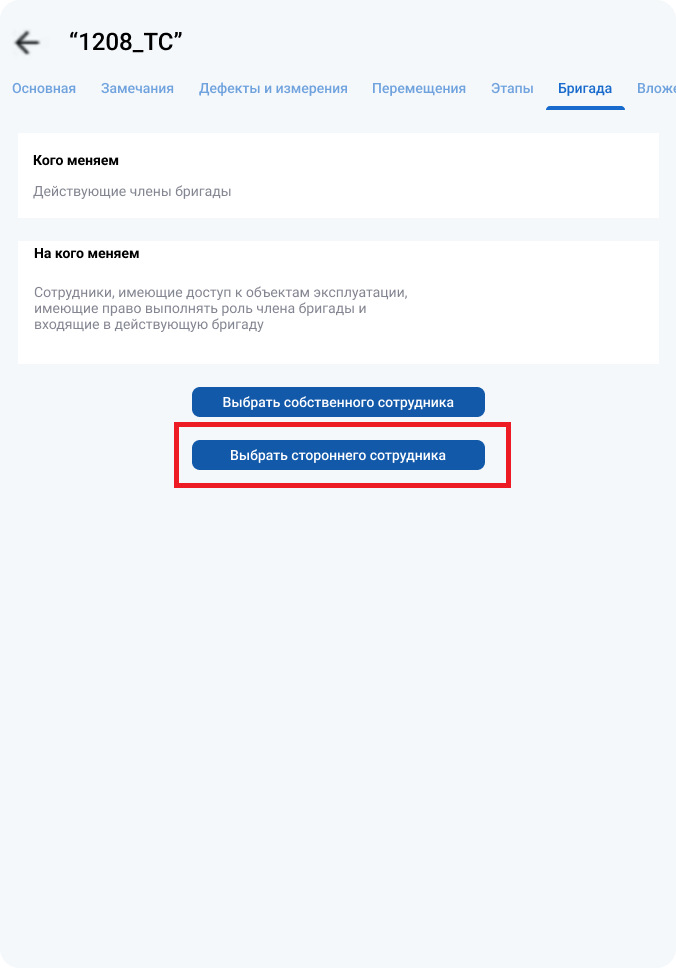 “1208_ТС”
Основная Замечания Дефекты и измерения Перемещения Этапы Бригада Вложе
Кого меняем
Действующие члены бригады
На кого меняем
Сотрудники, имеющие доступ к объектам эксплуатации,
имеющие право выполнять роль члена бригады и
входящие в действующую бригаду
Выбрать собственного сотрудника
Выбрать стороннего сотрудника